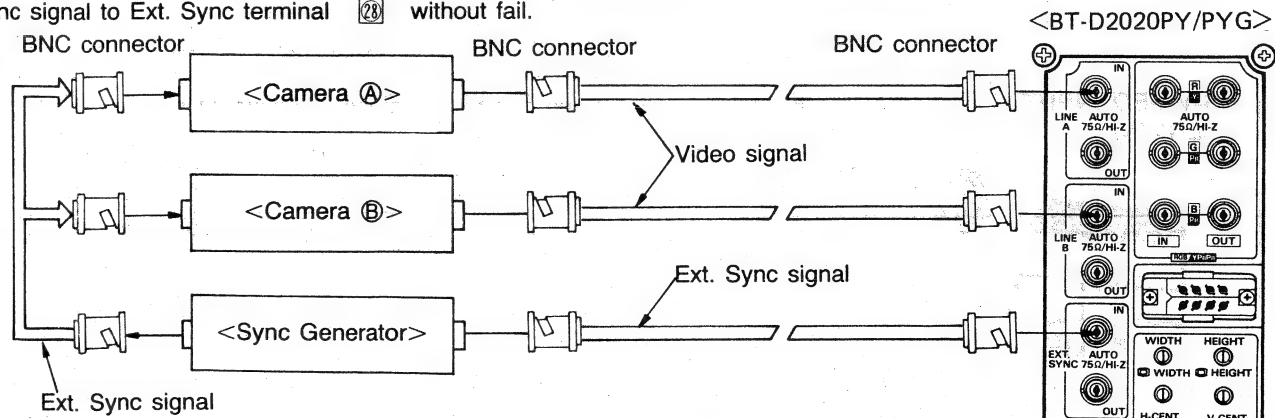 nc signal to Ext. Sync terminal ㉘ without fail.
<BT-D2020PY/PYG>
BNC connector
BNC connector
BNC connector
<Camera Ⓐ>
Video signal
<Camera Ⓑ>
Ext. Sync signal
<Sync Generator>
Ext. Sync signal
IN
LINE A
AUTO
75Ω/HI-Z
OUT
R
Y
AUTO
75Ω/HI-Z
G
B
IN
OUT
IN
LINE B
AUTO
75Ω/HI-Z
OUT
EXT. SYNC
AUTO
75Ω/HI-Z
OUT
WIDTH
HEIGHT
WIDTH
HEIGHT
H-CENT
V-CENT